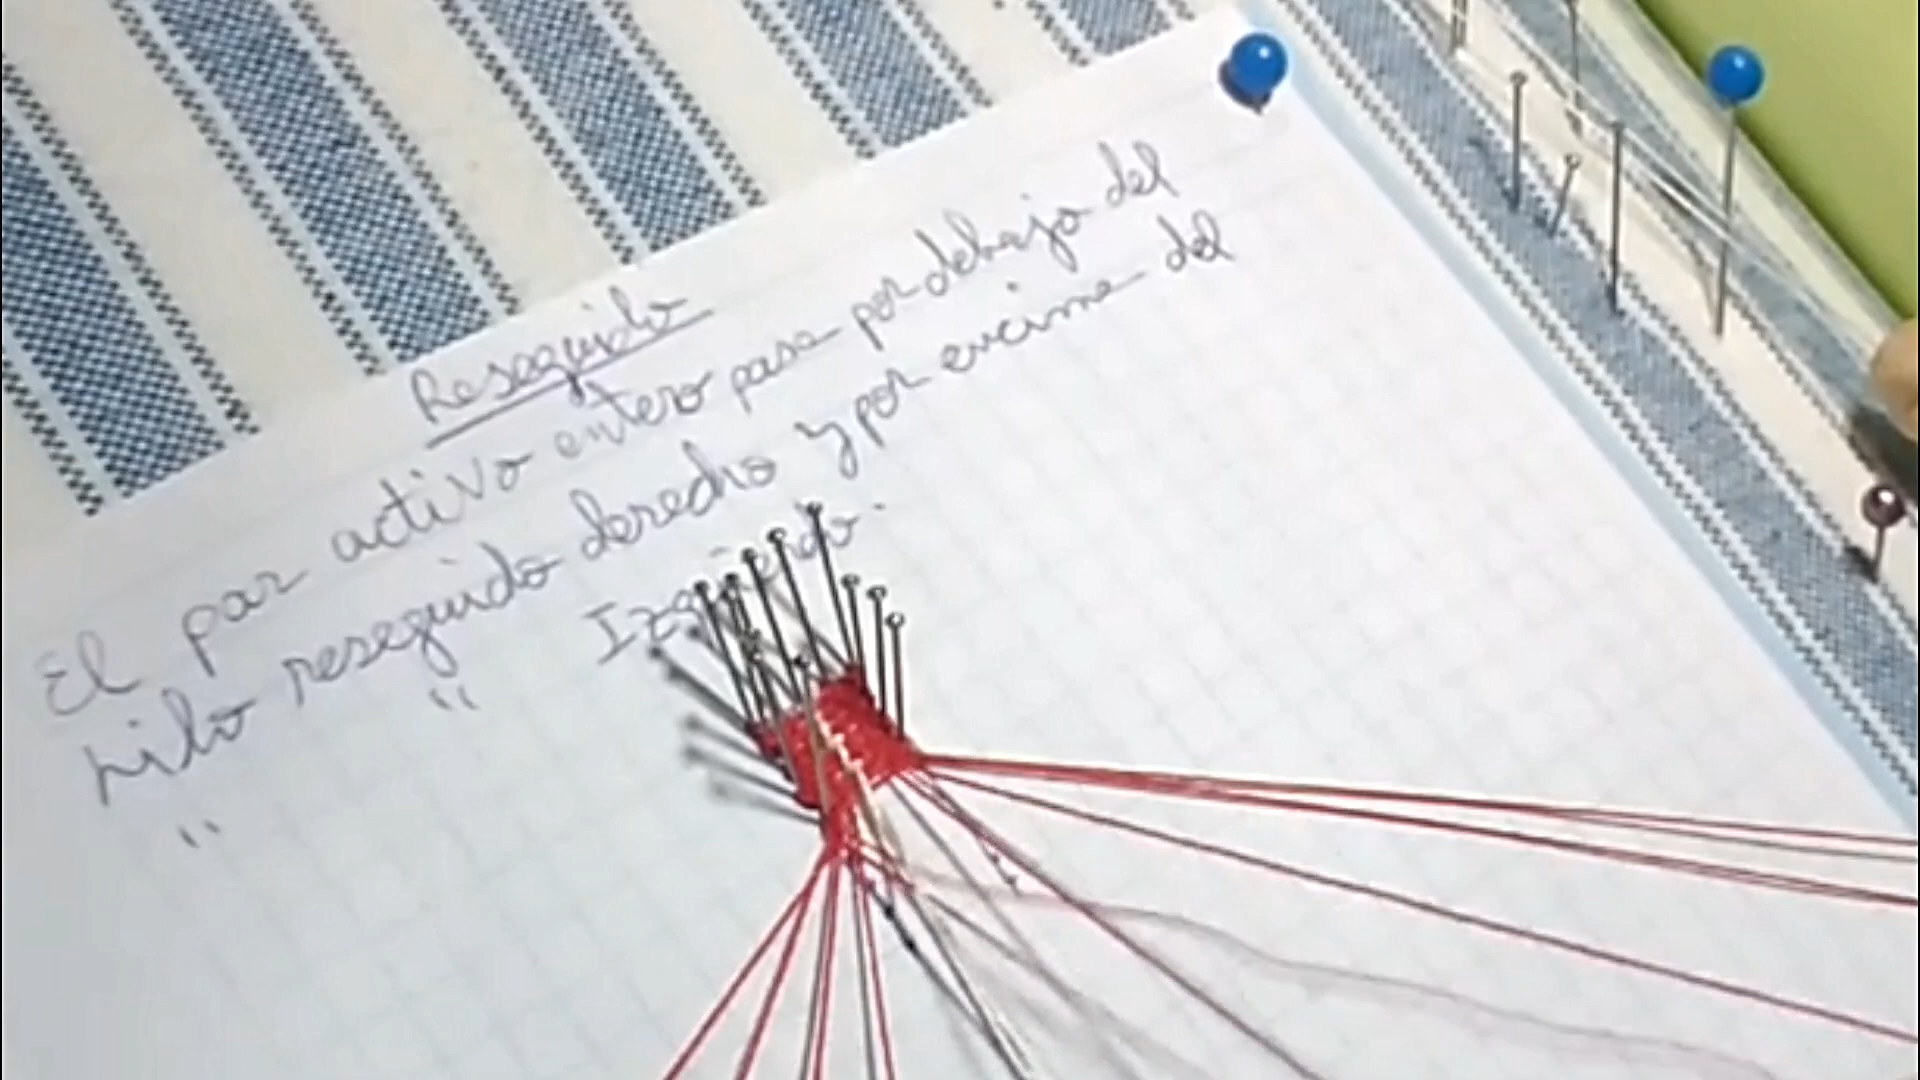 Reseguido
El par activo entero pasa por debajo del
hilo reseguido derecho y por encima del
" " Izquierdo.